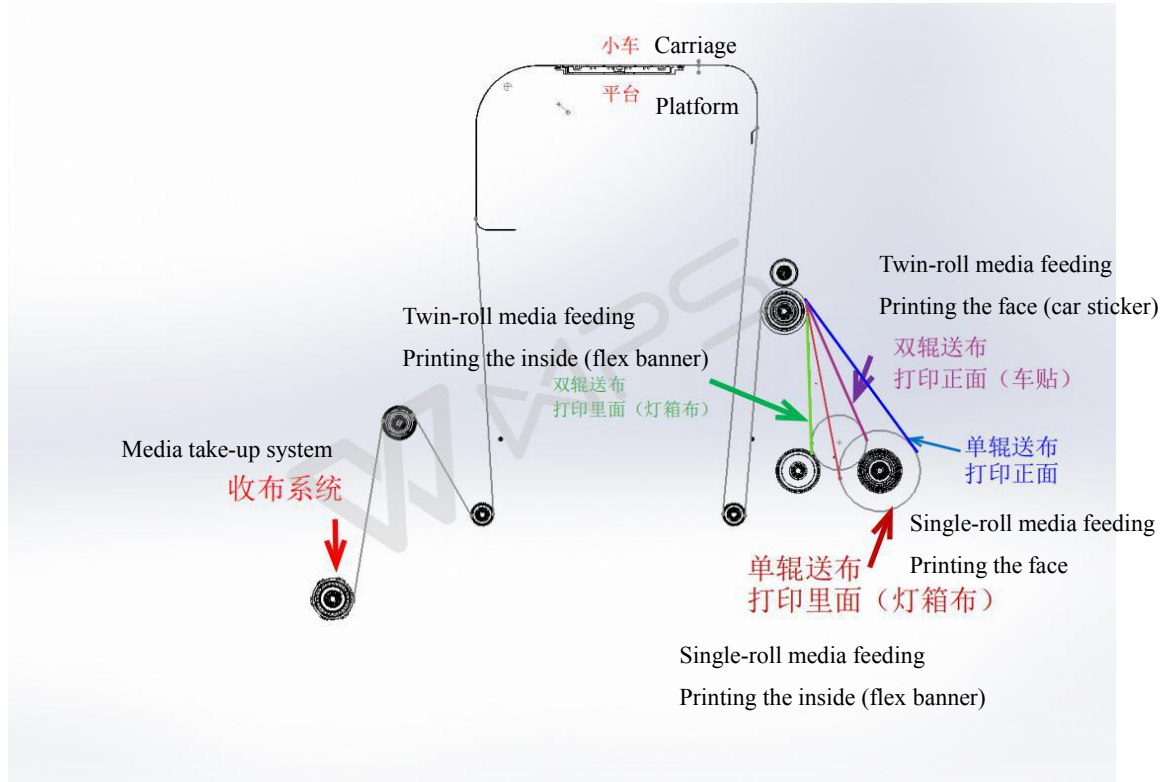 小车 Carriage
平台 Platform
Twin-roll media feeding
Printing the face (car sticker)
双辊送布
打印正面（车贴）
Twin-roll media feeding
Printing the inside (flex banner)
双辊送布
打印里面（灯箱布）
Media take-up system
收布系统
单辊送布
打印正面
Single-roll media feeding
Printing the face
单辊送布
打印里面（灯箱布）
Single-roll media feeding
Printing the inside (flex banner)